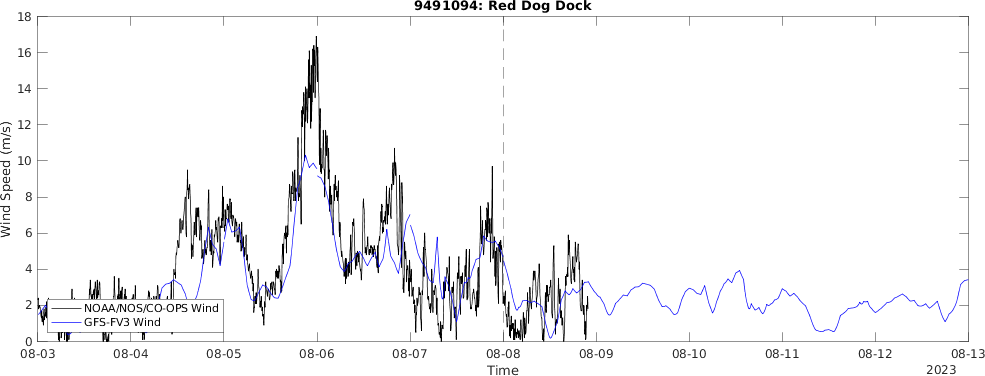 9491094: Red Dog Dock
18
16
14
12
10
8
6
4
2
0
Wind Speed (m/s)
NOAA/NOS/CO-OPS Wind
GFS-FV3 Wind
08-03 08-04 08-05 08-06 08-07 08-08 08-09 08-10 08-11 08-12 08-13
Time
2023